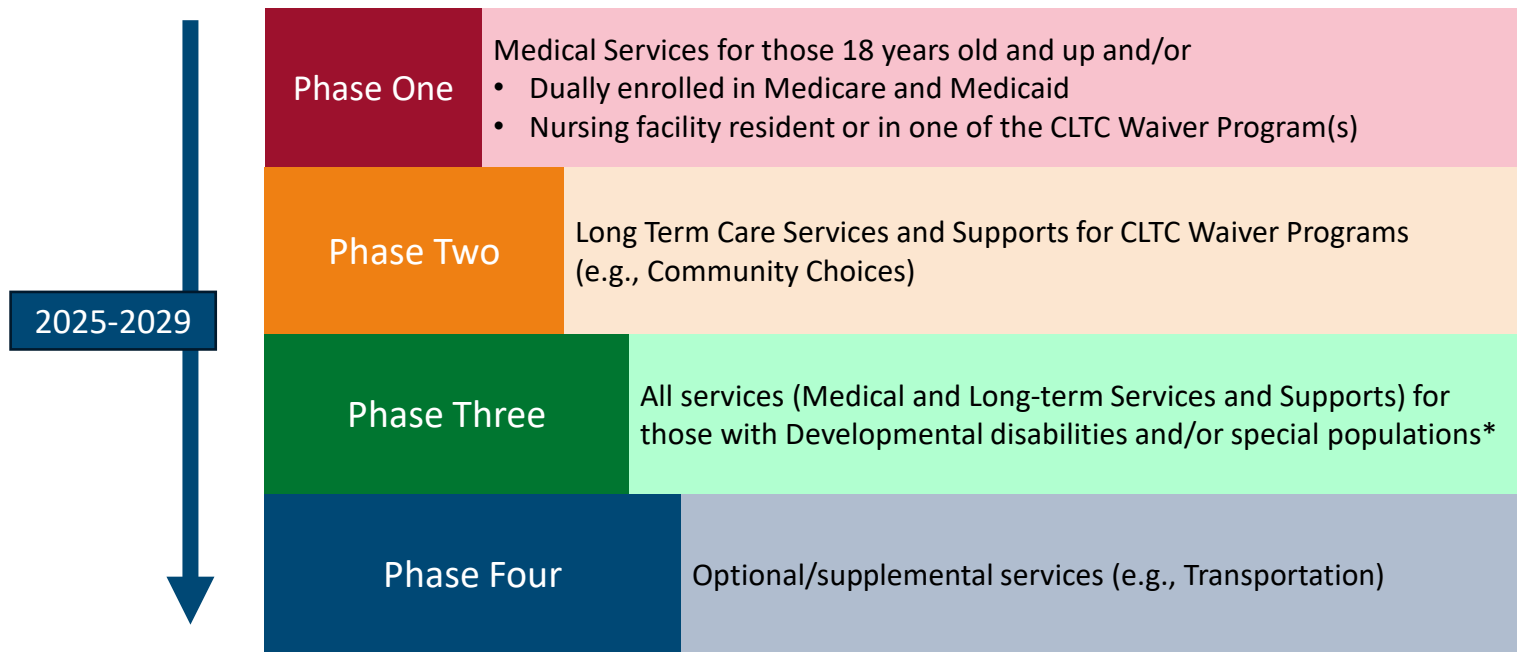 Phase One
Medical Services for those 18 years old and up and/or
• Dually enrolled in Medicare and Medicaid
• Nursing facility resident or in one of the CLTC Waiver Program(s)
Phase Two
Long Term Care Services and Supports for CLTC Waiver Programs
(e.g., Community Choices)
2025-2029
Phase Three
All services (Medical and Long-term Services and Supports) for
those with Developmental disabilities and/or special populations*
Phase Four
Optional/supplemental services (e.g., Transportation)